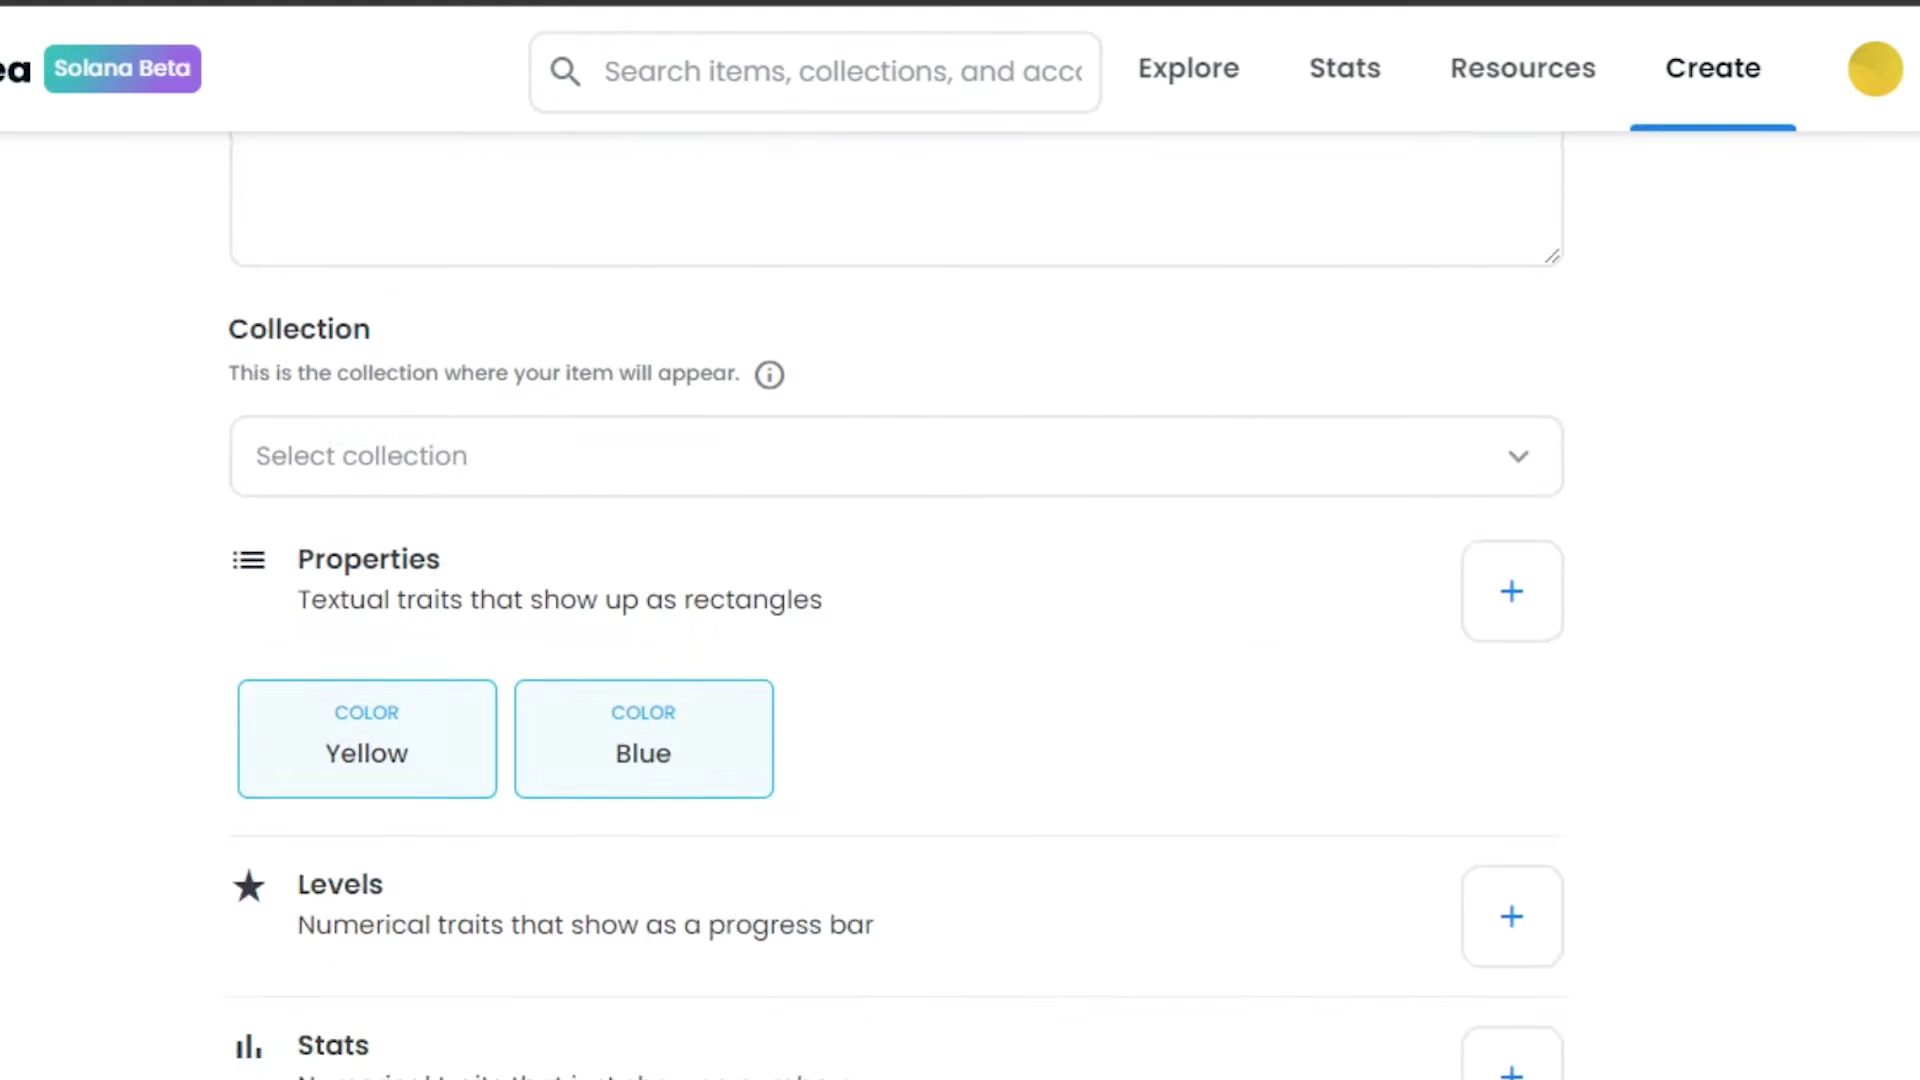 ea Solana Beta
Search items, collections, and acco
Explore
Stats
Resources
Create
Collection
This is the collection where your item will appear.
Select collection
Properties
Textual traits that show up as rectangles
COLOR
Yellow
COLOR
Blue
Levels
Numerical traits that show as a progress bar
Stats